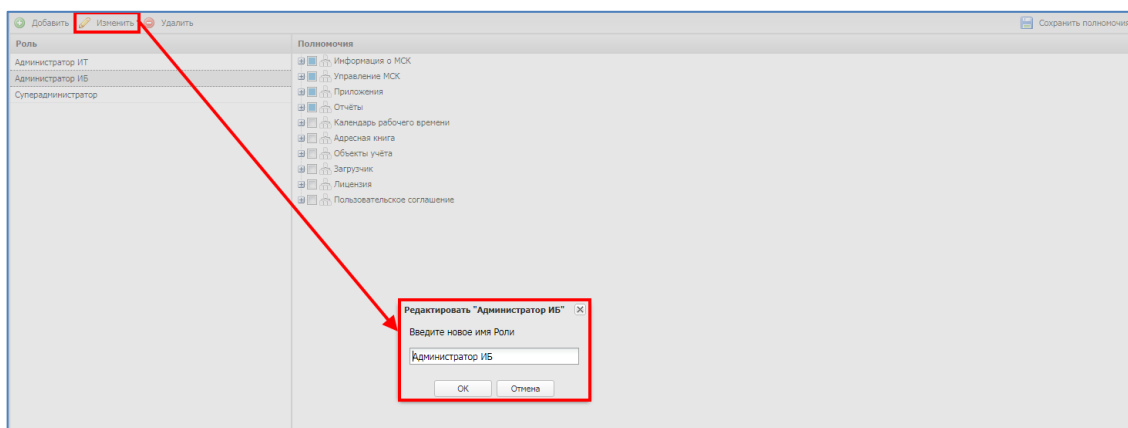 Добавить Изменить Удалить Сохранить полномочия
Роль Полномочия
Администратор ИТ
Администратор ИБ
Суперадминистратор
Информация о МСК
Управление МСК
Приложения
Отчёты
Календарь рабочего времени
Адресная книга
Объекты учёта
Загрузчик
Лицензия
Пользовательское соглашение
Редактировать "Администратор ИБ"
Введите новое имя Роли
Администратор ИБ
ОК Отмена